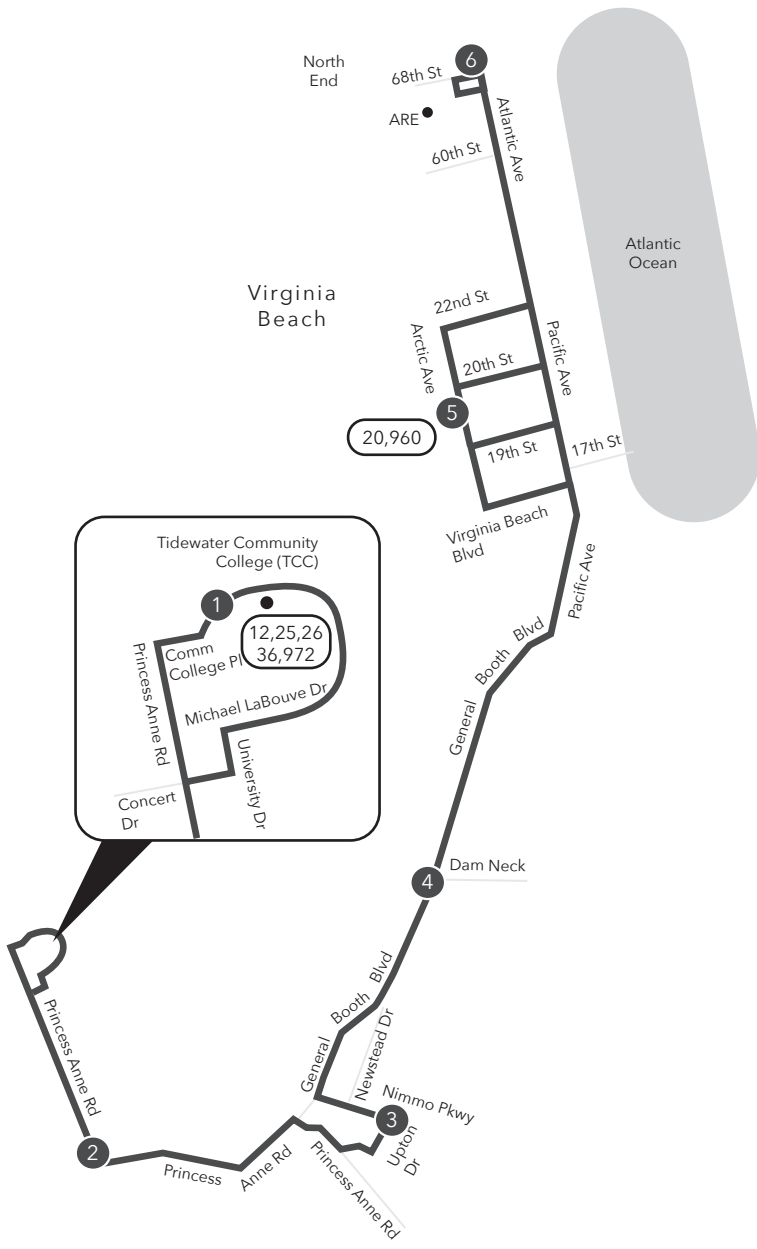 6
North
End
68th St
ARE
60th St
Atlantic Ave
Atlantic
Ocean
Virginia
Beach
22nd St
Arctic Ave
20th St
Pacific Ave
5
20,960
19th St
17th St
Virginia Beach
Blvd
Pacific Ave
Tidewater Community
College (TCC)
1
12,25,26
36,972
Comm
College Pl
Princess Anne Rd
Michael LaBouve Dr
University Dr
Concert
Dr
General Booth Blvd
4
Dam Neck
General Booth Blvd
Newstead Dr
Nimmo Pkwy
3
Upton
Dr
Princess Anne Rd
2
Princess Anne Rd
Princess Anne Rd